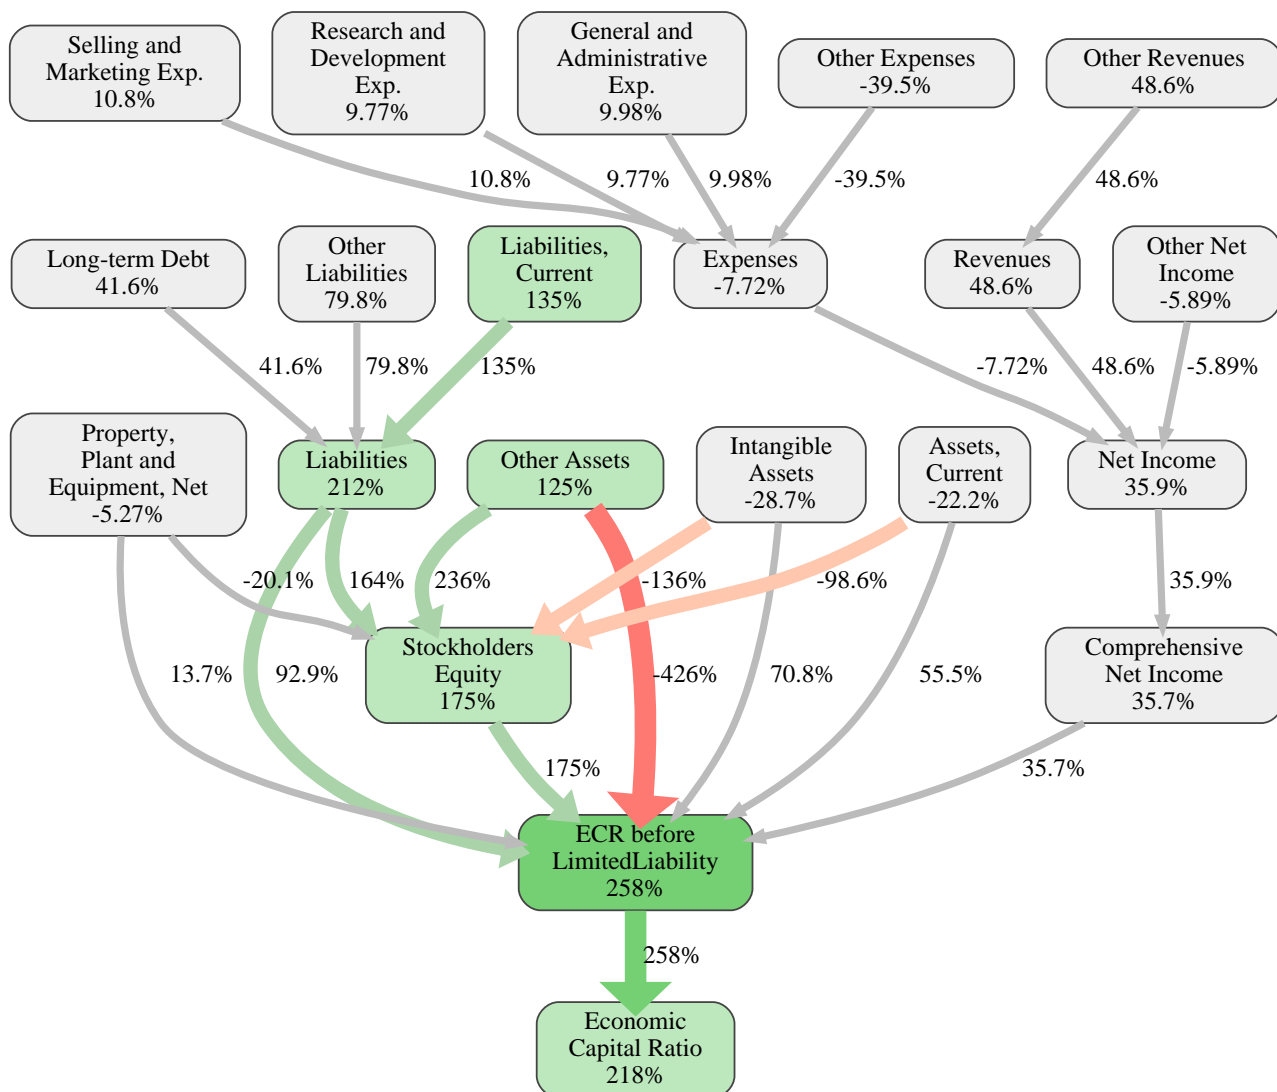 Selling and
Marketing Exp.
10.8%
Research and
Development
Exp.
9.77%
General and
Administrative
Exp.
9.98%
Other Expenses
-39.5%
Other Revenues
48.6%
10.8%
9.77%
9.98%
-39.5%
48.6%
Long-term Debt
41.6%
Other
Liabilities
79.8%
Liabilities,
Current
135%
Expenses
-7.72%
Revenues
48.6%
Other Net
Income
-5.89%
41.6%
79.8%
135%
-7.72%
48.6%
-5.89%
Property,
Plant and
Equipment, Net
-5.27%
Liabilities
212%
Other Assets
125%
Intangible
Assets
-28.7%
Assets,
Current
-22.2%
Net Income
35.9%
-20.1%
164%
236%
-136%
-98.6%
35.9%
Stockholders
Equity
175%
Comprehensive
Net Income
35.7%
13.7%
92.9%
-426%
70.8%
55.5%
175%
35.7%
ECR before
LimitedLiability
258%
258%
Economic
Capital Ratio
218%